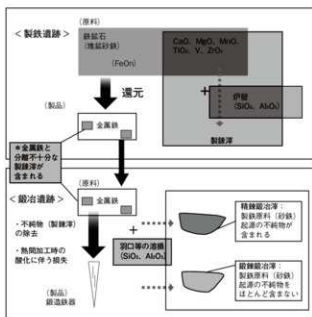 ＜製鉄遺跡＞
（原料）
鉄鉱石
（塊鉱砂鉄）
（FeOn）
CaO、MgO、MnO、
TiO₂、V、ZrO₂
還元
＋
炉壁
（SiO₂、Al₂O₃）
製錬滓
（製品）
金属鉄
＊金属鉄と
分離不十分な
製錬滓が
含まれる
＜鍛冶遺跡＞
（原料）
金属鉄
・不純物（製錬滓）
の除去
・熱間加工時の
酸化に伴う損失
＋
羽口等の溶損
（SiO₂、Al₂O₃）
（製品）
鍛造鉄器
精錬鍛冶滓：
製鉄原料（砂鉄）
起源の不純物が
含まれる
鍛錬鍛冶滓：
製鉄原料（砂鉄）
起源の不純物を
ほとんど含まない